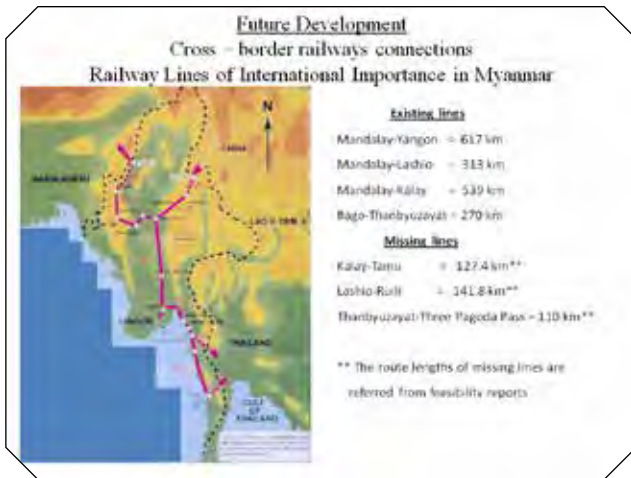 Future Development
Cross – border railways connections
Railway Lines of International Importance in Myanmar
Existing lines
Mandalay-Yangon = 617 km
Mandalay-Lashio = 313 km
Mandalay-Kalay = 539 km
Bago-Thanbyuzayat = 270 km
Missing lines
Kalay-Tamu = 127.4 km**
Lashio-Ruili = 141.8 km**
Thanbyuzayat-Three Pagoda Pass = 110 km**
** The route lengths of missing lines are
referred from feasibility reports
N
THAILAND
GULF
OF
THAILAND